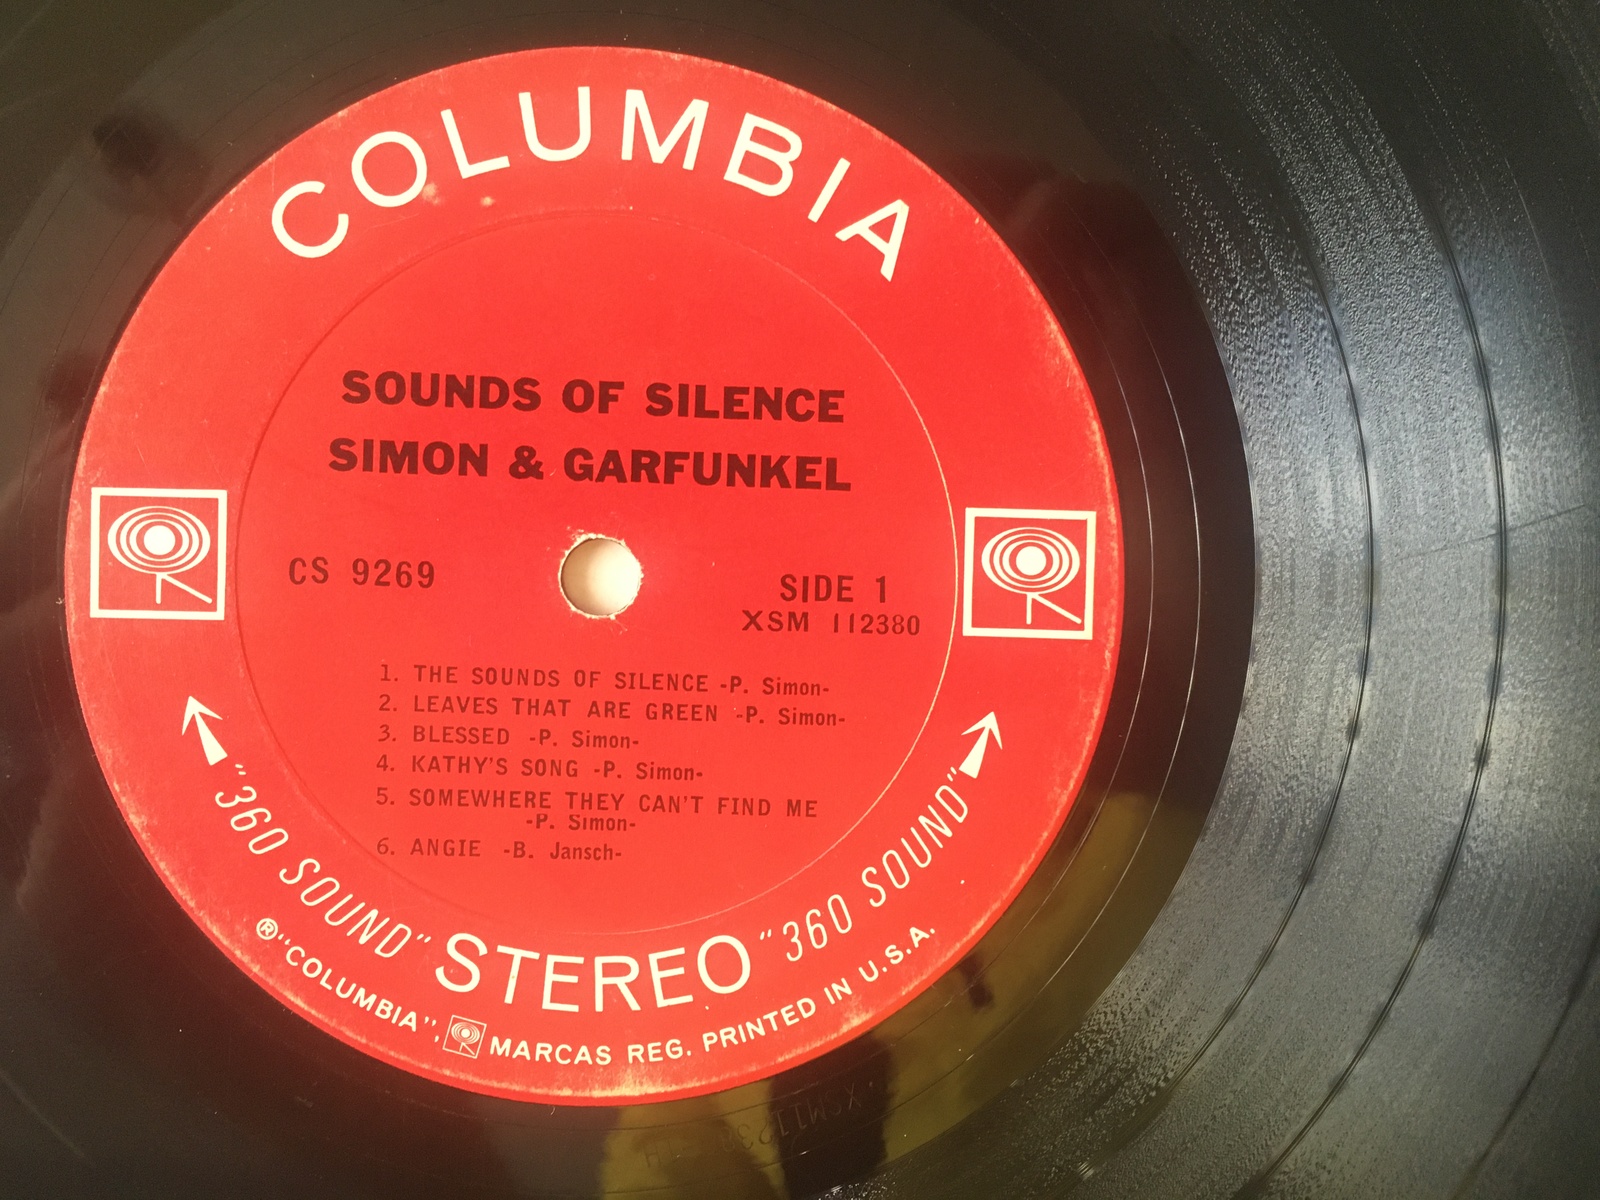 COLUMBIA
SOUNDS OF SILENCE
SIMON & GARFUNKEL
CS 9269
SIDE 1
XSM 112380
1. THE SOUNDS OF SILENCE -P. Simon-
2. LEAVES THAT ARE GREEN -P. Simon-
3. BLESSED -P. Simon-
4. KATHY'S SONG -P. Simon-
5. SOMEWHERE THEY CAN'T FIND ME
-P. Simon-
6. ANGIE -B. Jansch-
"360 SOUND" STEREO "360 SOUND"
® "COLUMBIA", MARCAS REG. PRINTED IN U.S.A.